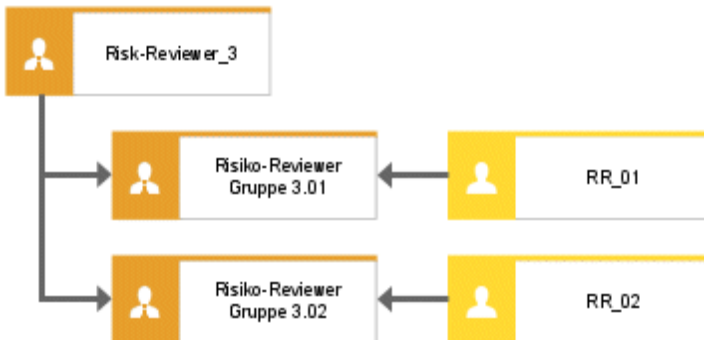 Risk-Reviewer_3
Risiko-Reviewer
Gruppe 3.01
RR_01
Risiko-Reviewer
Gruppe 3.02
RR_02